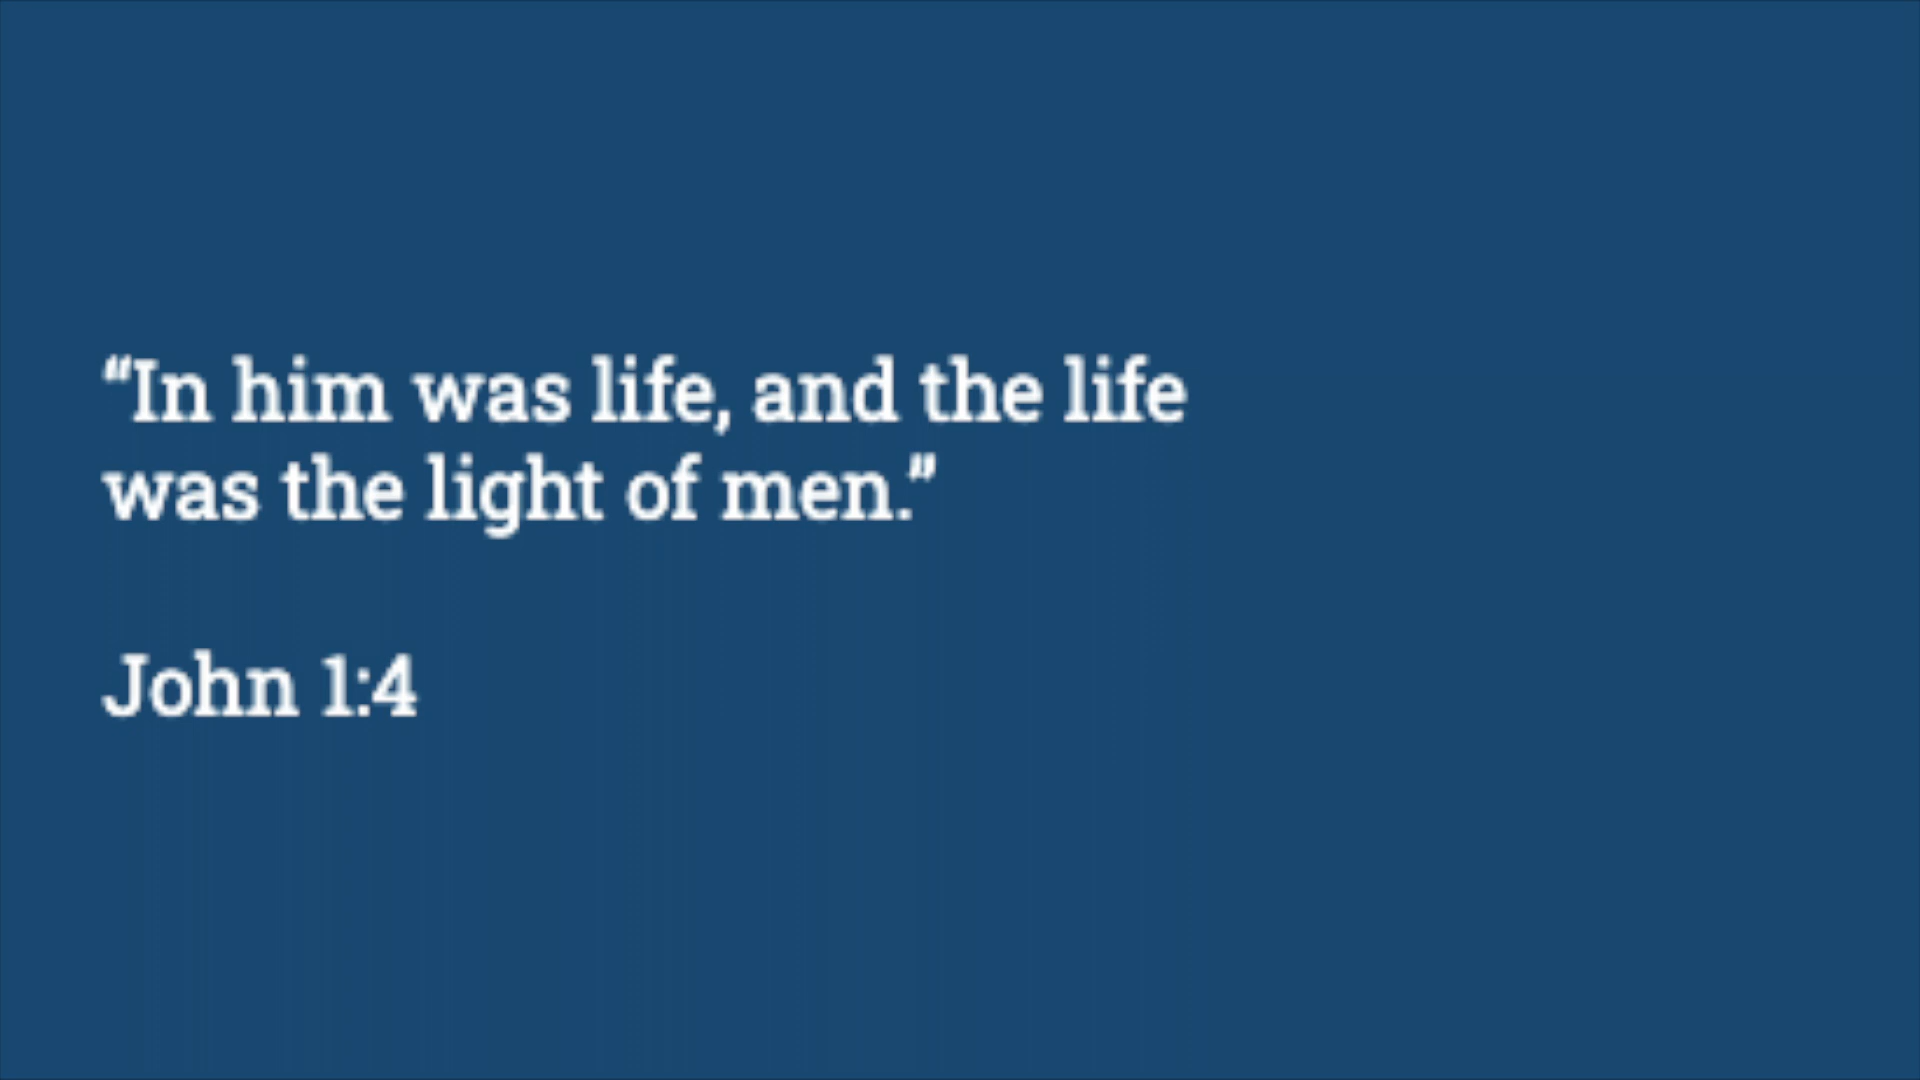 “In him was life, and the life
was the light of men.”
John 1:4